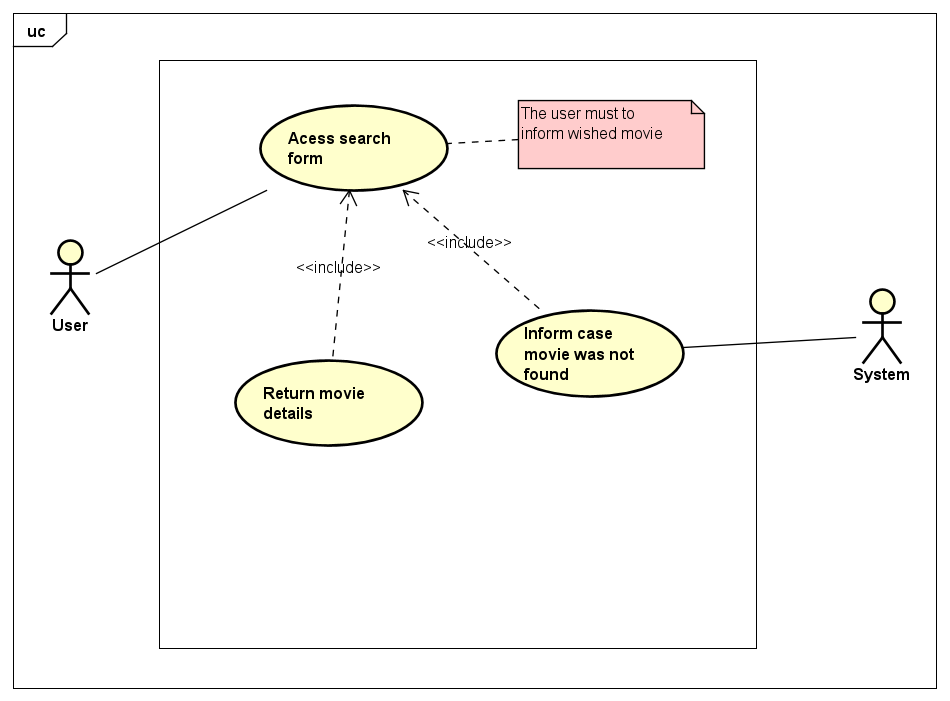 uc
Acess search
form
The user must to
inform wished movie
<<include>>
<<include>>
User
Inform case
movie was not
found
System
Return movie
details